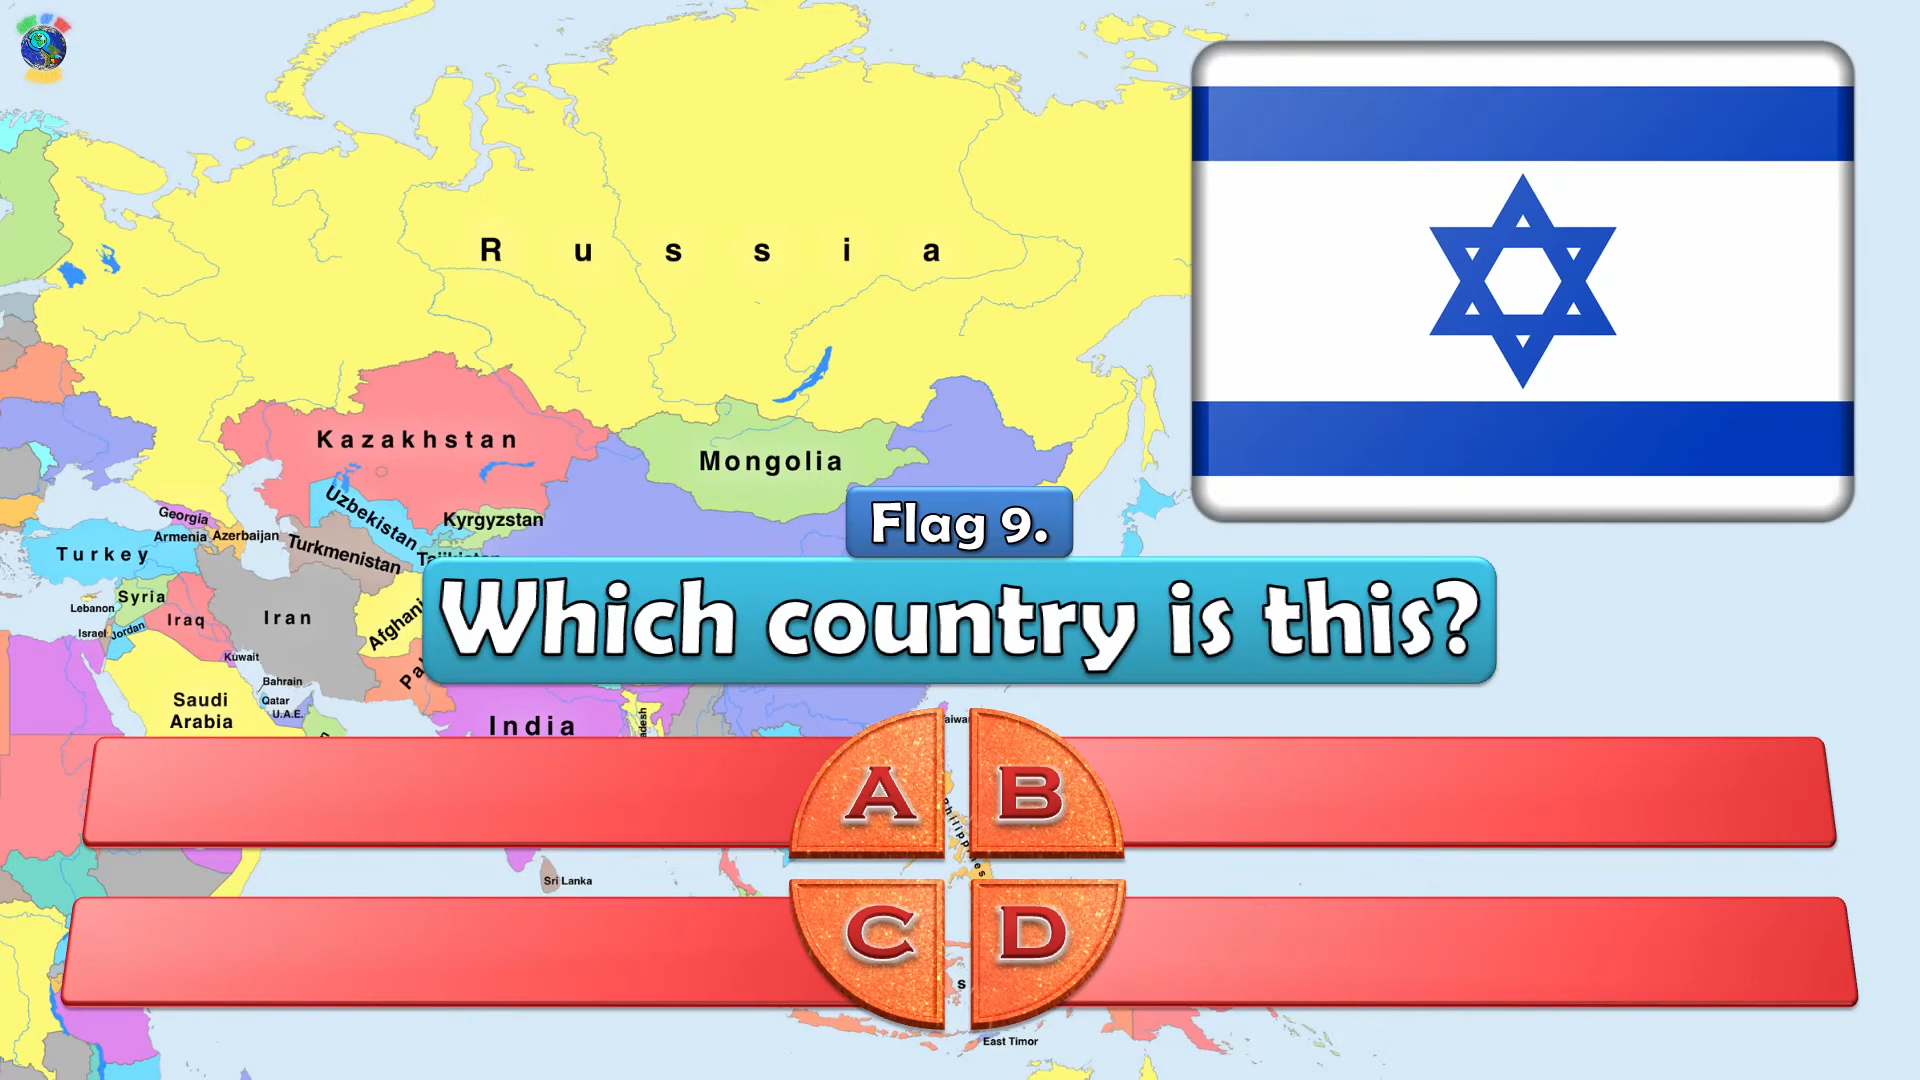 R u s s i a
Kazakhstan
Mongolia
Uzbekistan
Kyrgyzstan
Georgia
Armenia
Azerbaijan
Turkmenistan
Turkey
Syria
Lebanon
Iraq
Iran
Israel
Jordan
Kuwait
Bahrain
Qatar
U.A.E.
Saudi
Arabia
India
Flag 9.
Which country is this?
A
B
C
D
Philippines
Sri Lanka
East Timor